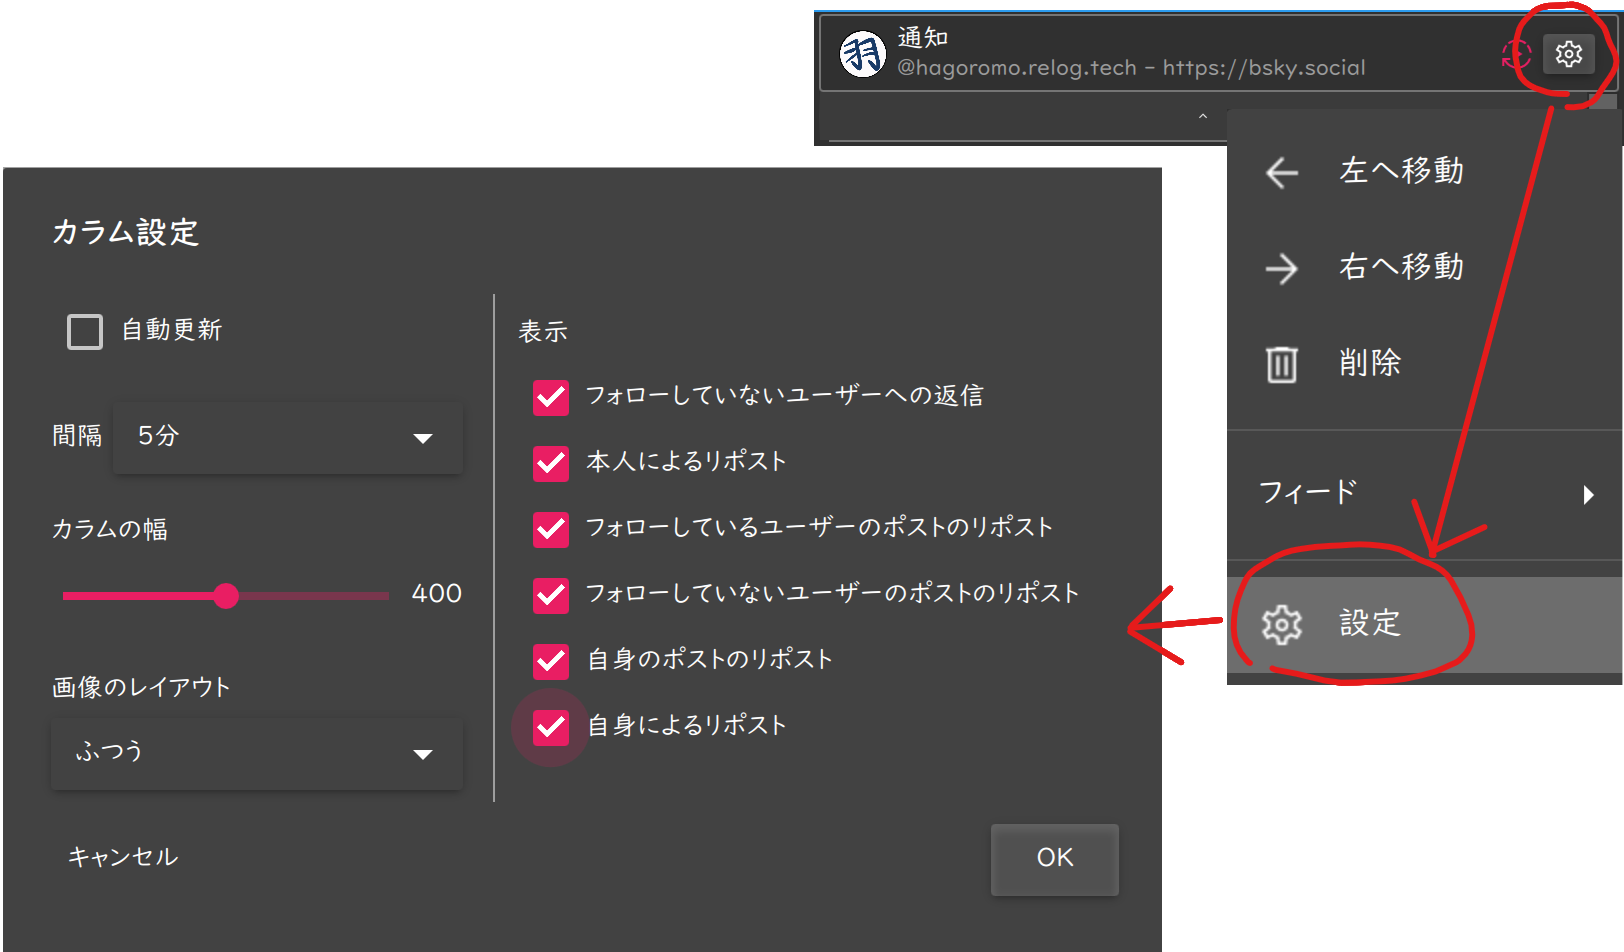 羽
通知
@hagoromo.relog.tech - https://bsky.social
左へ移動
右へ移動
削除
フィード
設定
カラム設定
自動更新
間隔 5分
カラムの幅
400
画像のレイアウト
ふつう
表示
フォローしていないユーザーへの返信
本人によるリポスト
フォローしているユーザーのポストのリポスト
フォローしていないユーザーのポストのリポスト
自身のポストのリポスト
自身によるリポスト
キャンセル
OK